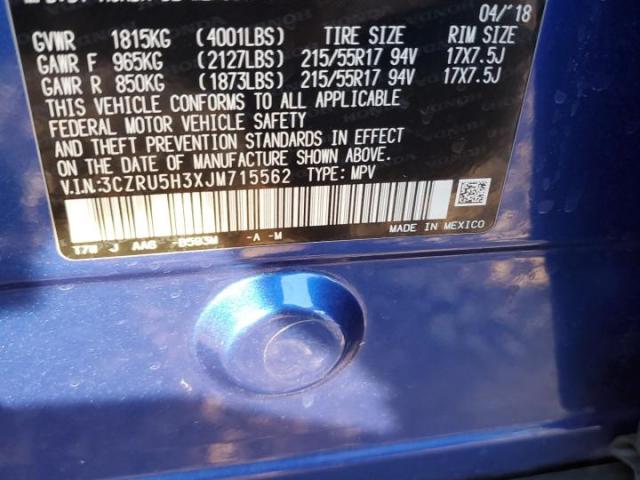 04/'18
GVWR 1815KG (4001LBS) TIRE SIZE RIM SIZE
GAWR F 965KG (2127LBS) 215/55R17 94V 17X7.5J
GAWR R 850KG (1873LBS) 215/55R17 94V 17X7.5J
THIS VEHICLE CONFORMS TO ALL APPLICABLE
FEDERAL MOTOR VEHICLE SAFETY
AND THEFT PREVENTION STANDARDS IN EFFECT
ON THE DATE OF MANUFACTURE SHOWN ABOVE.
V.I.N:3CZRU5H3XJM715562 TYPE: MPV
J AA6 -B593M -A -M
MADE IN MEXICO